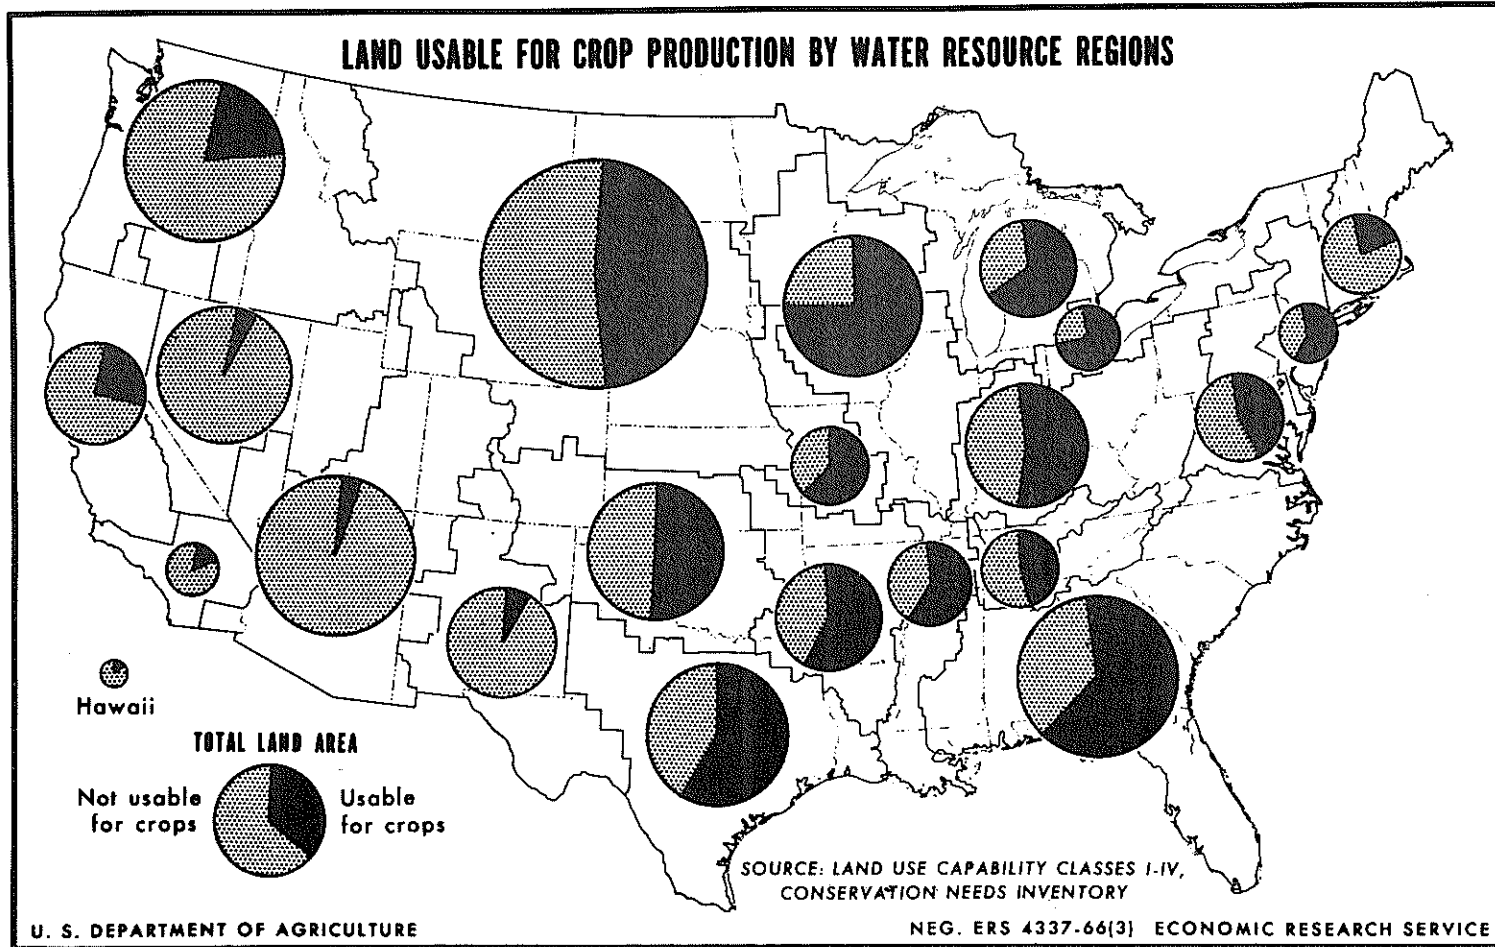 LAND USABLE FOR CROP PRODUCTION BY WATER RESOURCE REGIONS
Hawaii
TOTAL LAND AREA
Not usable
for crops
Usable
for crops
SOURCE: LAND USE CAPABILITY CLASSES I-IV,
CONSERVATION NEEDS INVENTORY
U. S. DEPARTMENT OF AGRICULTURE
NEG. ERS 4337-66(3) ECONOMIC RESEARCH SERVICE